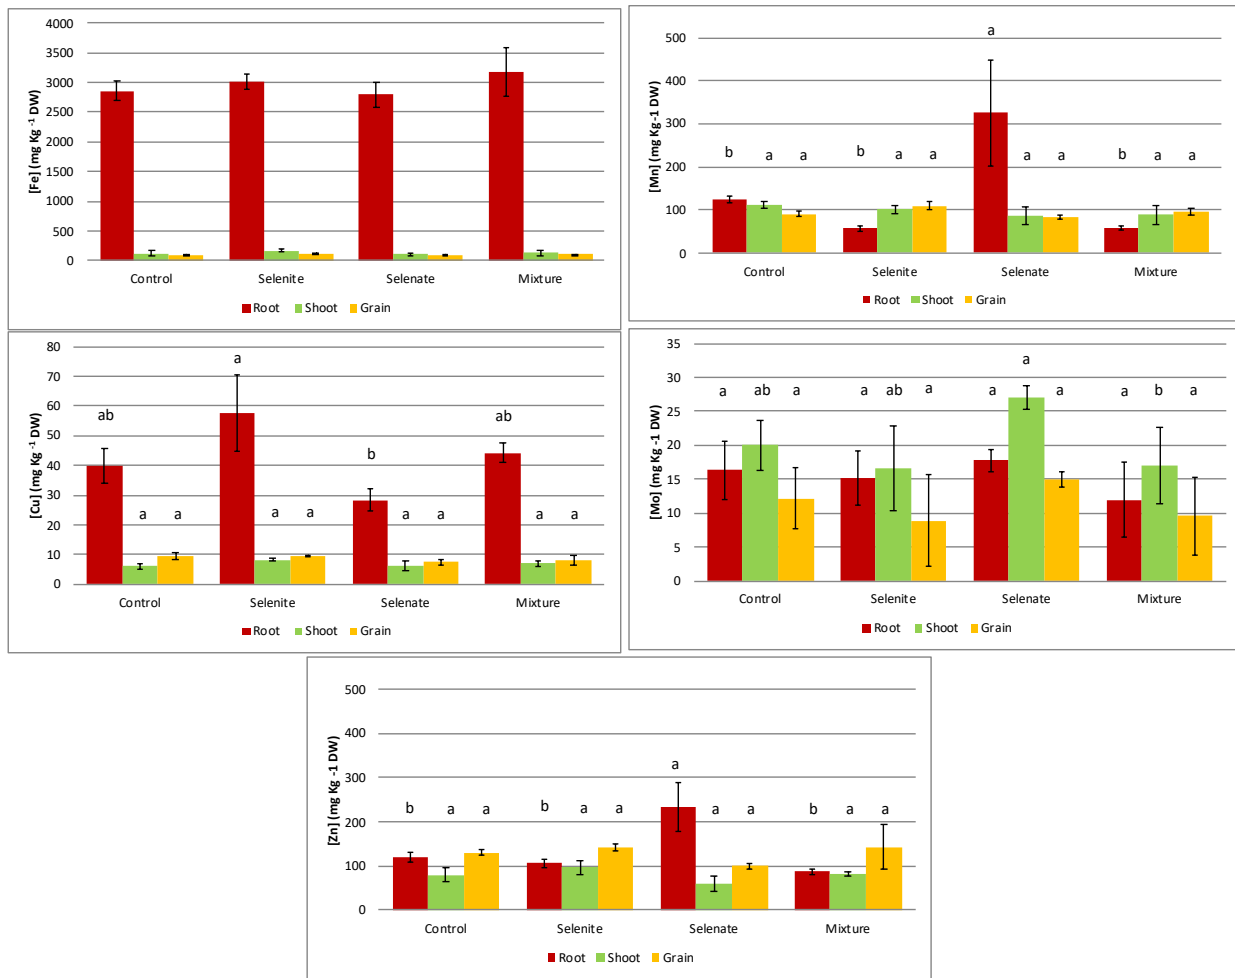 4000
3500
3000
2500
2000
1500
1000
500
0
[Fe] (mg Kg -1 DW)
Control Selenite Selenate Mixture
Root Shoot Grain
500
400
300
200
100
0
[Mn] (mg Kg -1 DW)
a
b a a b a a a a b a a
Control Selenite Selenate Mixture
Root Shoot Grain
80
70
60
50
40
30
20
10
0
[Cu] (mg Kg -1 DW)
a
ab ab
b
a a a a a a a a
Control Selenite Selenate Mixture
Root Shoot Grain
35
30
25
20
15
10
5
0
[Mo] (mg Kg -1 DW)
a
a ab a a ab a a a a b a
Control Selenite Selenate Mixture
Root Shoot Grain
500
400
300
200
100
0
[Zn] (mg Kg -1 DW)
a
b a a b a a a a b a a
Control Selenite Selenate Mixture
Root Shoot Grain